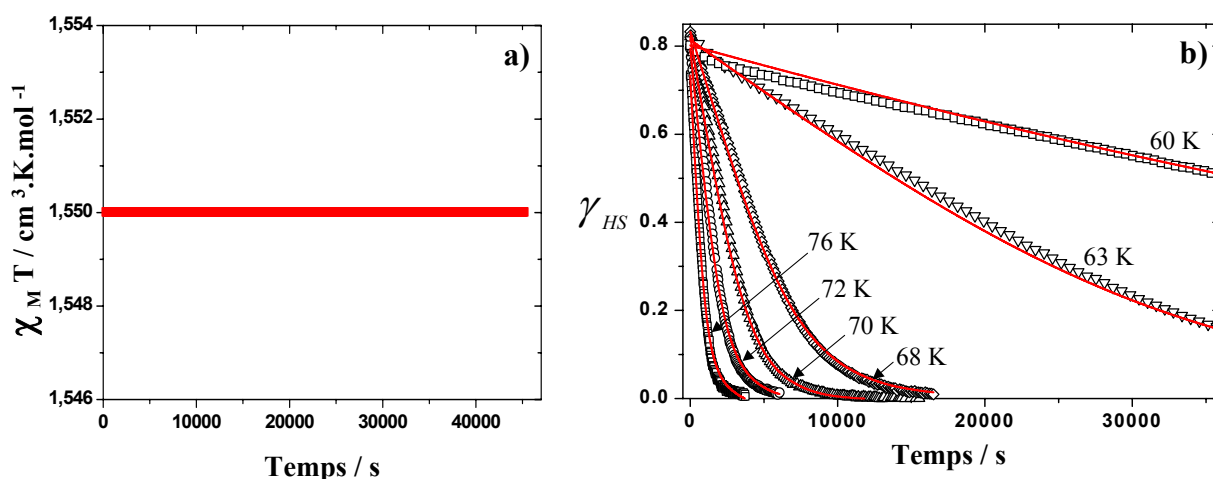 a)
1,554
1,552
1,550
1,548
1,546
χ M T / cm ³.K.mol ⁻¹
0 10000 20000 30000 40000
Temps / s
b)
0.8
0.6
0.4
0.2
0.0
γ HS
60 K
63 K
76 K
72 K
70 K
68 K
0 10000 20000 30000
Temps / s